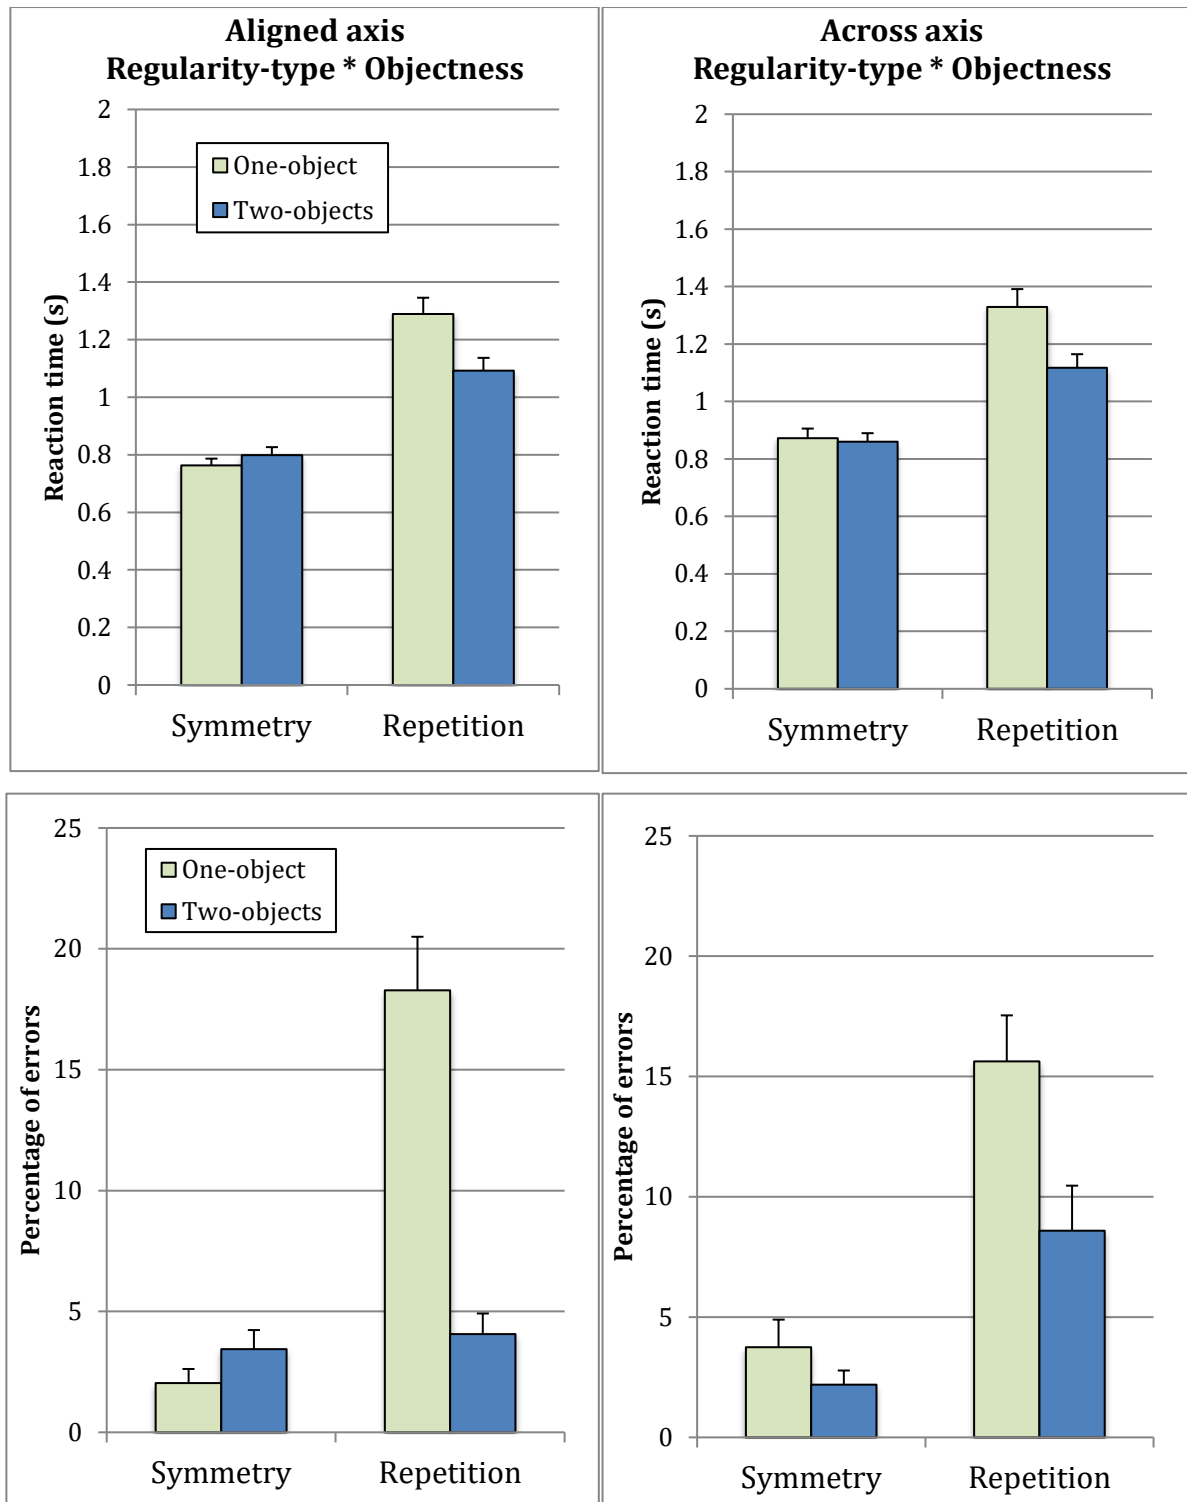 Aligned axis
Regularity-type * Objectness
2
1.8
1.6
1.4
1.2
1
0.8
0.6
0.4
0.2
0
Reaction time (s)
One-object
Two-objects
Symmetry
Repetition
Across axis
Regularity-type * Objectness
2
1.8
1.6
1.4
1.2
1
0.8
0.6
0.4
0.2
0
Reaction time (s)
Symmetry
Repetition
25
20
15
10
5
0
Percentage of errors
One-object
Two-objects
Symmetry
Repetition
25
20
15
10
5
0
Percentage of errors
Symmetry
Repetition